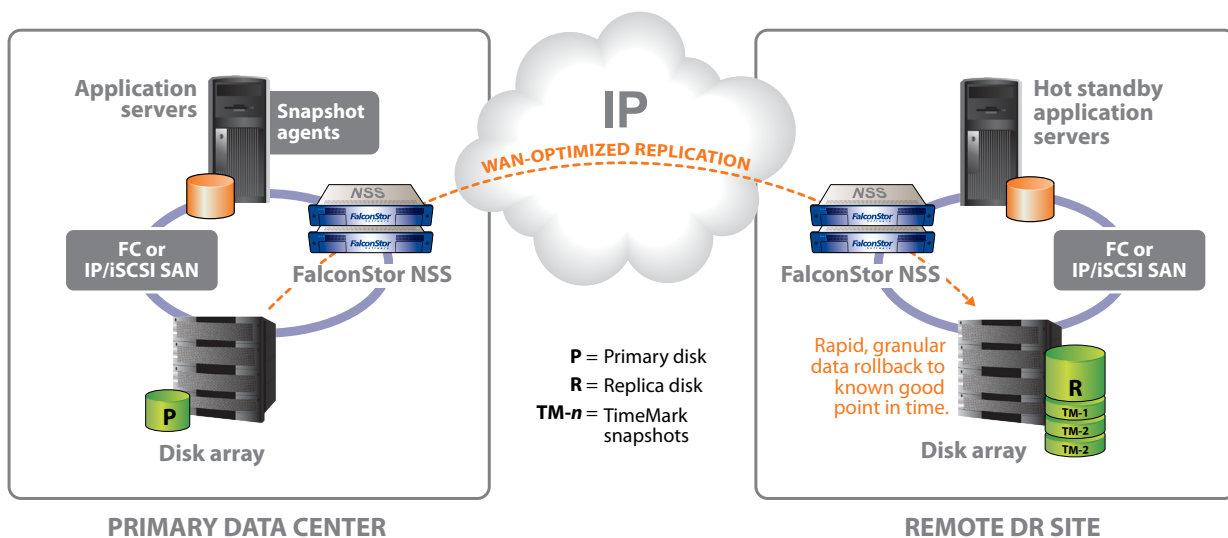 Application
servers
Snapshot
agents
NSS
FalconStor
FalconStor
FalconStor NSS
FC or
IP/iSCSI SAN
P
Disk array
PRIMARY DATA CENTER
IP
WAN-OPTIMIZED REPLICATION
P = Primary disk
R = Replica disk
TM-n = TimeMark
snapshots
Hot standby
application
servers
NSS
FalconStor
FalconStor
FalconStor NSS
FC or
IP/iSCSI SAN
Rapid, granular
data rollback to
known good
point in time.
R
TM-1
TM-2
TM-2
Disk array
REMOTE DR SITE